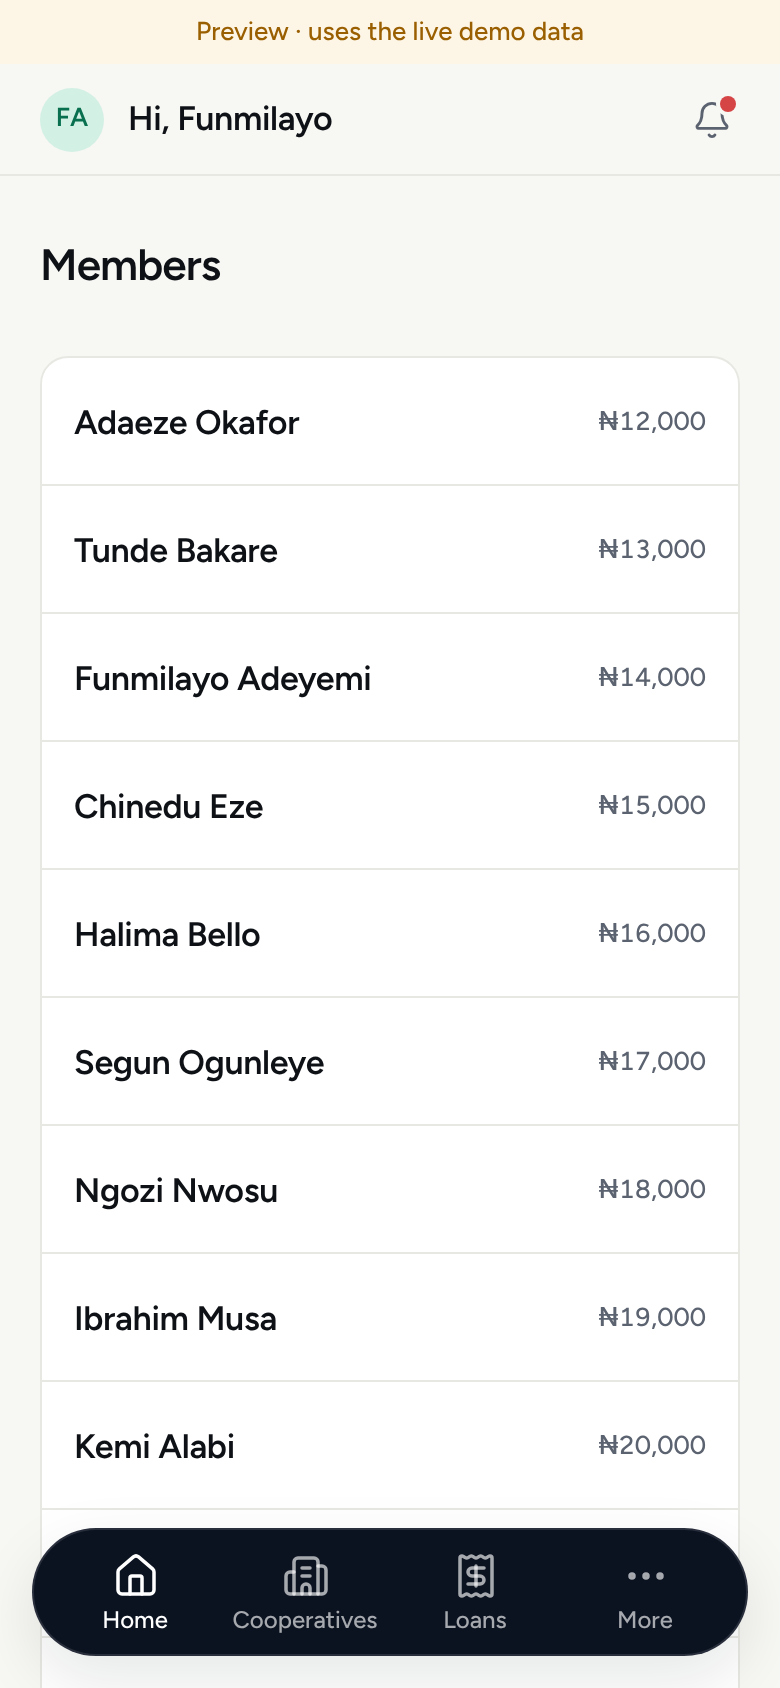 Preview · uses the live demo data
FA
Hi, Funmilayo
Members
Adaeze Okafor ₦12,000
Tunde Bakare ₦13,000
Funmilayo Adeyemi ₦14,000
Chinedu Eze ₦15,000
Halima Bello ₦16,000
Segun Ogunleye ₦17,000
Ngozi Nwosu ₦18,000
Ibrahim Musa ₦19,000
Kemi Alabi ₦20,000
Home Cooperatives Loans More